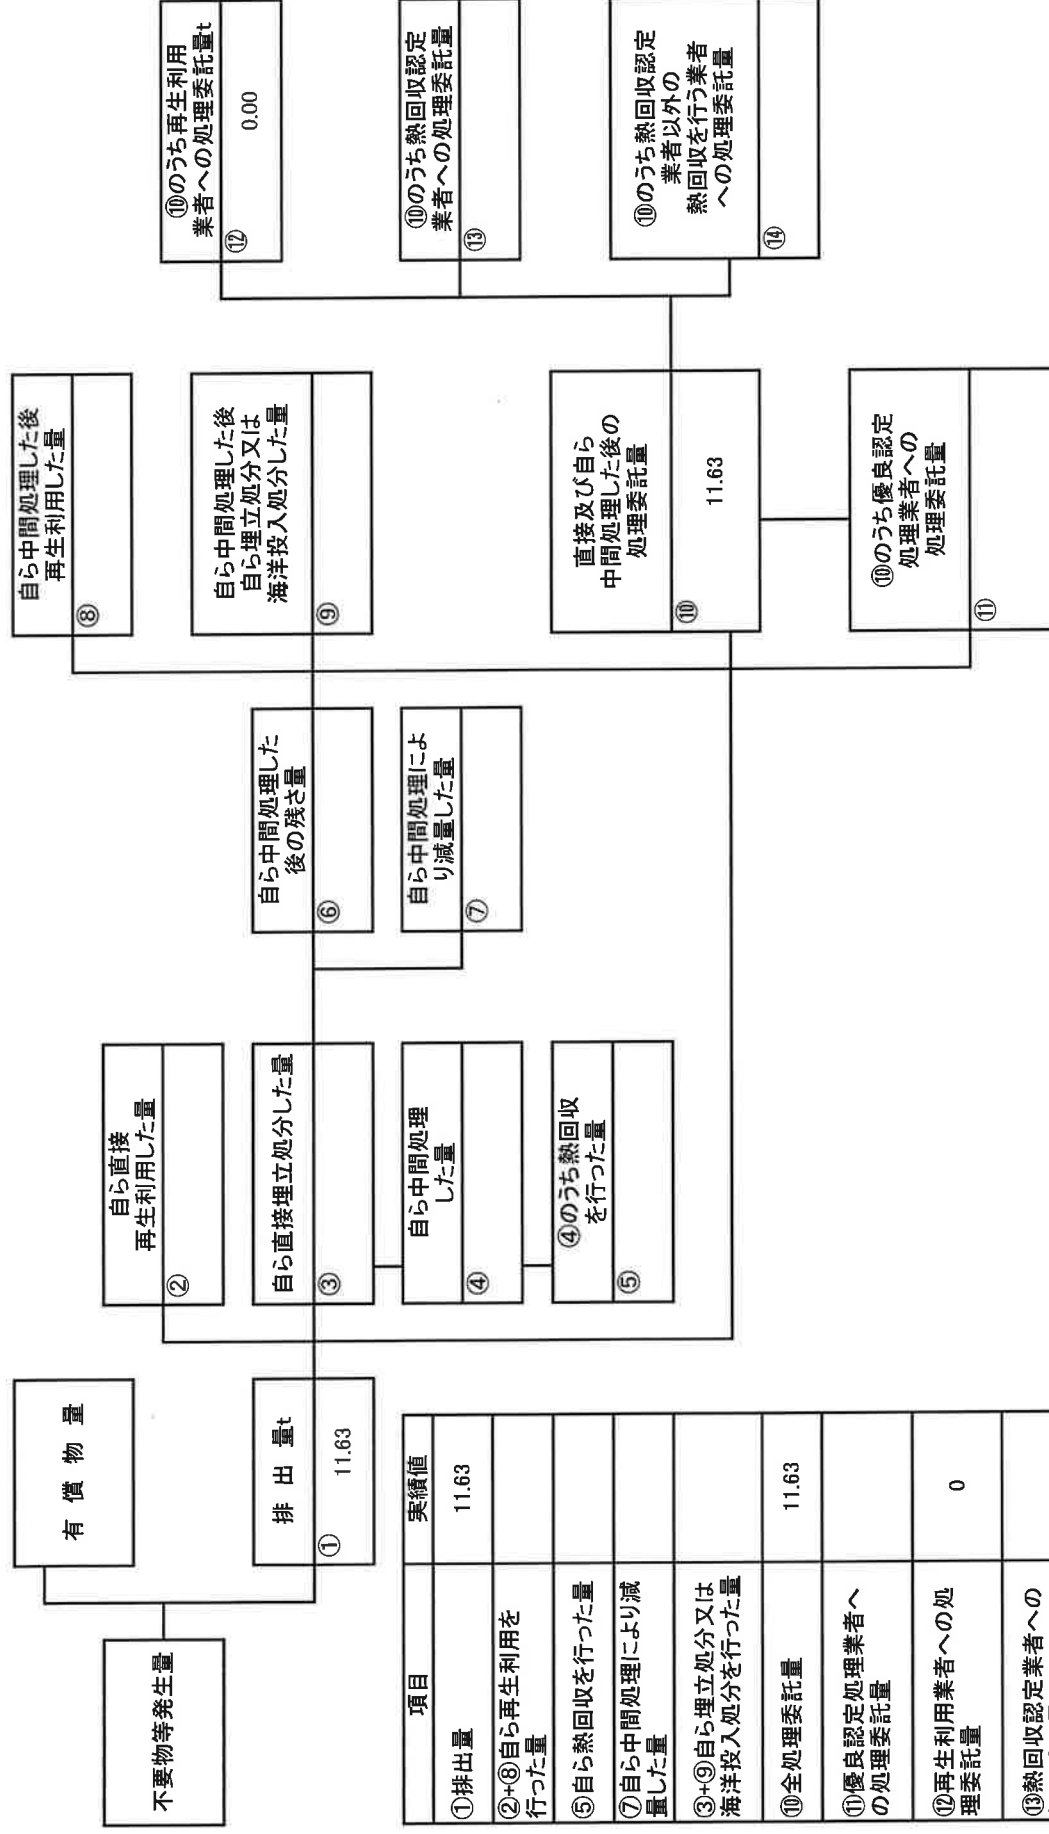 不要物等発生量
有 償 物 量
排 出 量t
① 11.63
自ら直接
再生利用した量
②
自ら直接埋立処分した量
③
自ら中間処理
した量
④
④のうち熱回収
を行った量
⑤
自ら中間処理した
後の残さ量
⑥
自ら中間処理によ
り減量した量
⑦
自ら中間処理した後
再生利用した量
⑧
自ら中間処理した後
自ら埋立処分又は
海洋投入処分した量
⑨
直接及び自ら
中間処理した後の
処理委託量
⑩ 11.63
⑩のうち優良認定
処理業者への
処理委託量
⑪
⑩のうち再生利用
業者への処理委託量t
⑫ 0.00
⑩のうち熱回収認定
業者への処理委託量
⑬
⑩のうち熱回収認定
業者以外の
熱回収を行う業者
への処理委託量
⑭
項目 実績値
①排出量 11.63
②+⑧自ら再生利用を
行った量
⑤自ら熱回収を行った量
⑦自ら中間処理により減
量した量
③+⑨自ら埋立処分又は
海洋投入処分を行った量
⑩全処理委託量 11.63
⑪優良認定処理業者へ
の処理委託量
⑫再生利用業者への処
理委託量 0
⑬熱回収認定業者への